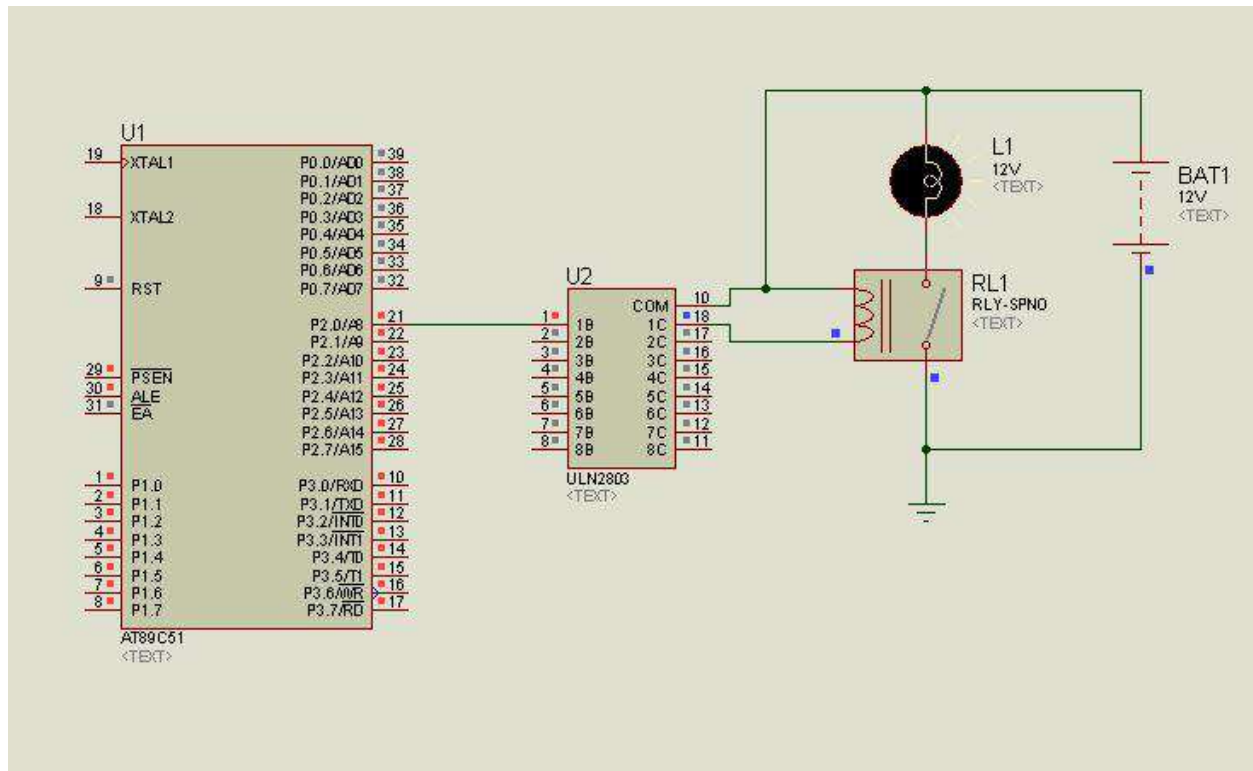 U1
19 XTAL1
18 XTAL2
9 RST
29 PSEN
30 ALE
31 EA
1 P1.0
2 P1.1
3 P1.2
4 P1.3
5 P1.4
6 P1.5
7 P1.6
8 P1.7
P0.0/AD0 39
P0.1/AD1 38
P0.2/AD2 37
P0.3/AD3 36
P0.4/AD4 35
P0.5/AD5 34
P0.6/AD6 33
P0.7/AD7 32
P2.0/A8 21
P2.1/A9 22
P2.2/A10 23
P2.3/A11 24
P2.4/A12 25
P2.5/A13 26
P2.6/A14 27
P2.7/A15 28
P3.0/RXD 10
P3.1/TXD 11
P3.2/INT0 12
P3.3/INT1 13
P3.4/T0 14
P3.5/T1 15
P3.6/WR 16
P3.7/RD 17
AT89C51
<TEXT>
U2
1 1B
2 2B
3 3B
4 4B
5 5B
6 6B
7 7B
8 8B
COM 10
1C 18
2C 17
3C 16
4C 15
5C 14
6C 13
7C 12
8C 11
ULN2803
<TEXT>
L1
12V
<TEXT>
RL1
RLY-SPNO
<TEXT>
BAT1
12V
<TEXT>